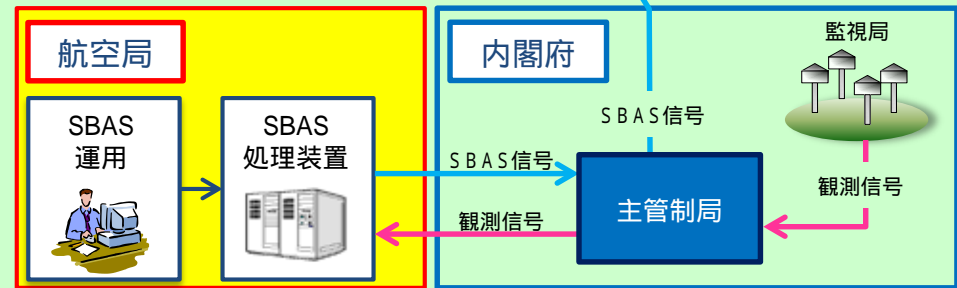 航空局
SBAS
運用
SBAS
処理装置
SBAS信号
観測信号
内閣府
監視局
SBAS信号
主管制局
観測信号